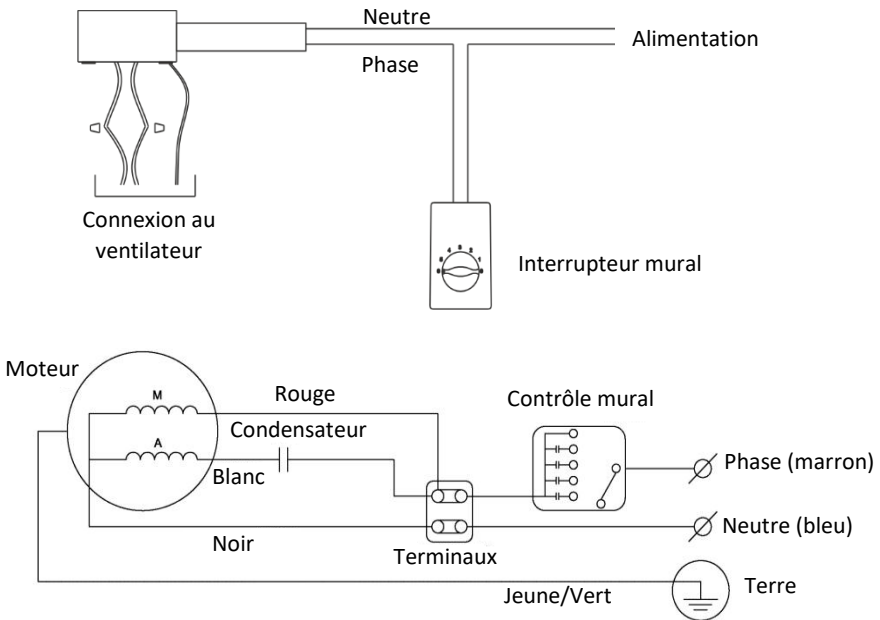 Neutre
Alimentation
Phase
Connexion au
ventilateur
Interrupteur mural
Moteur
M
Rouge
Contrôle mural
Condensateur
A
Blanc
Phase (marron)
Neutre (bleu)
Noir
Terminaux
Jeune/Vert
Terre